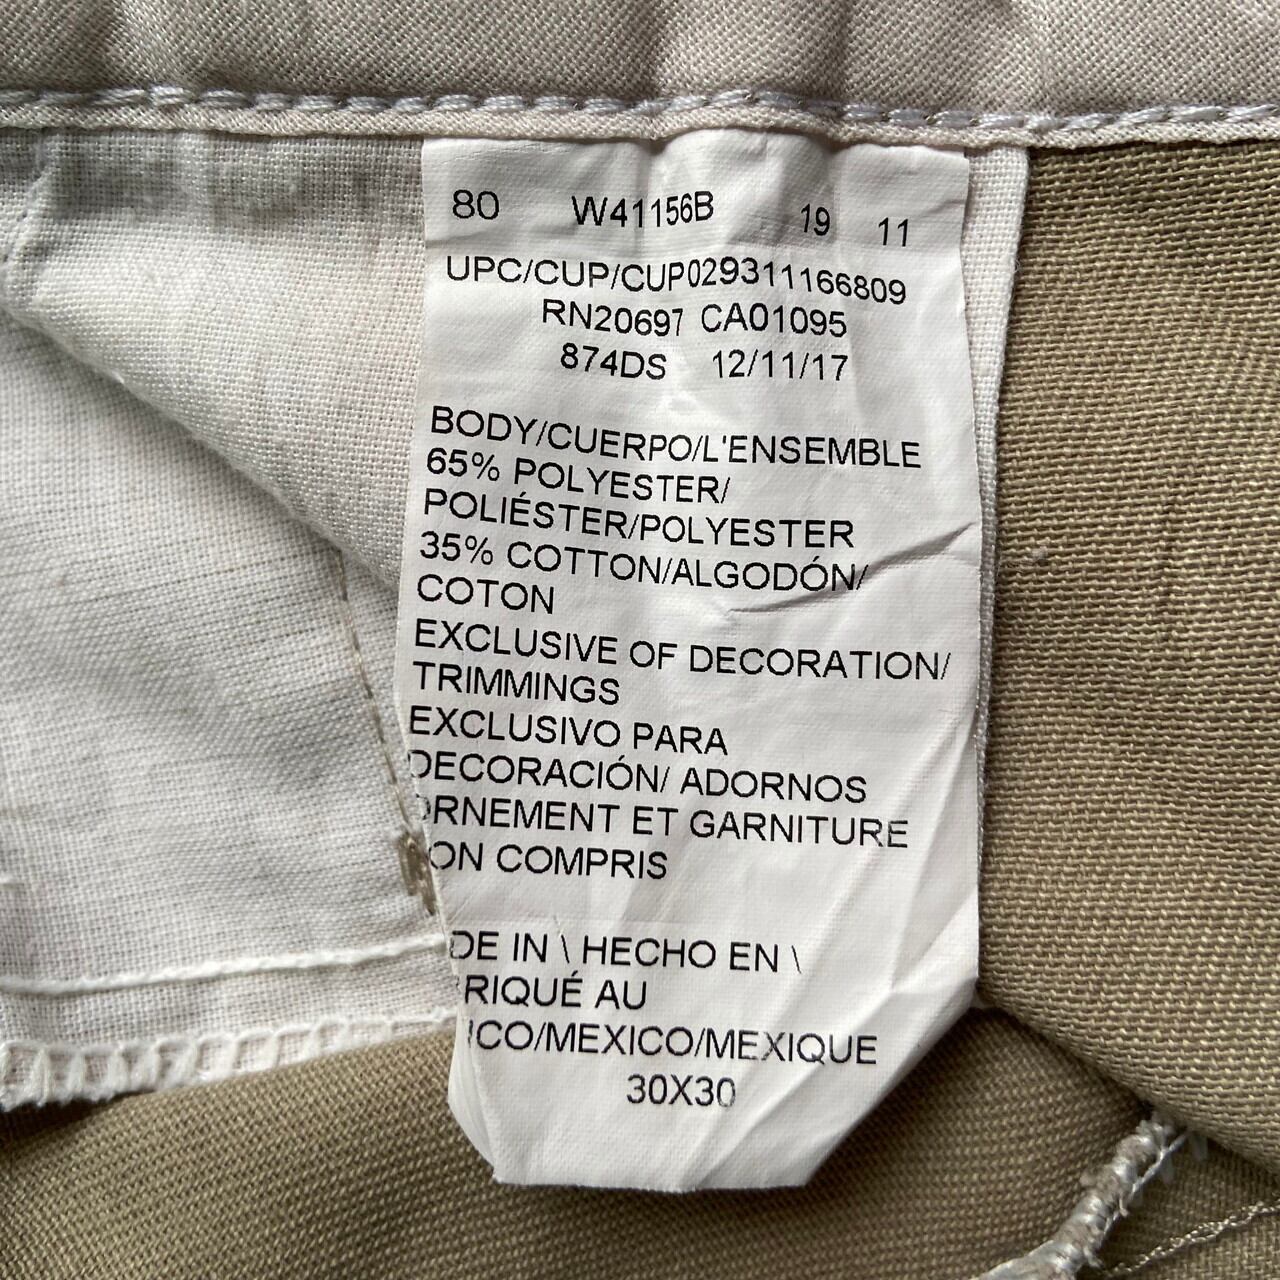 80 W41156B 19 11
UPC/CUP/CUP029311166809
RN20697 CA01095
874DS 12/11/17
BODY/CUERPO/L'ENSEMBLE
65% POLYESTER/
POLIÉSTER/POLYESTER
35% COTTON/ALGODÓN/
COTON
EXCLUSIVE OF DECORATION/
TRIMMINGS
EXCLUSIVO PARA
DECORACIÓN/ ADORNOS
ORNEMENT ET GARNITURE
ON COMPRIS
DE IN \ HECHO EN \
RIQUÉ AU
ICO/MEXICO/MEXIQUE
30X30